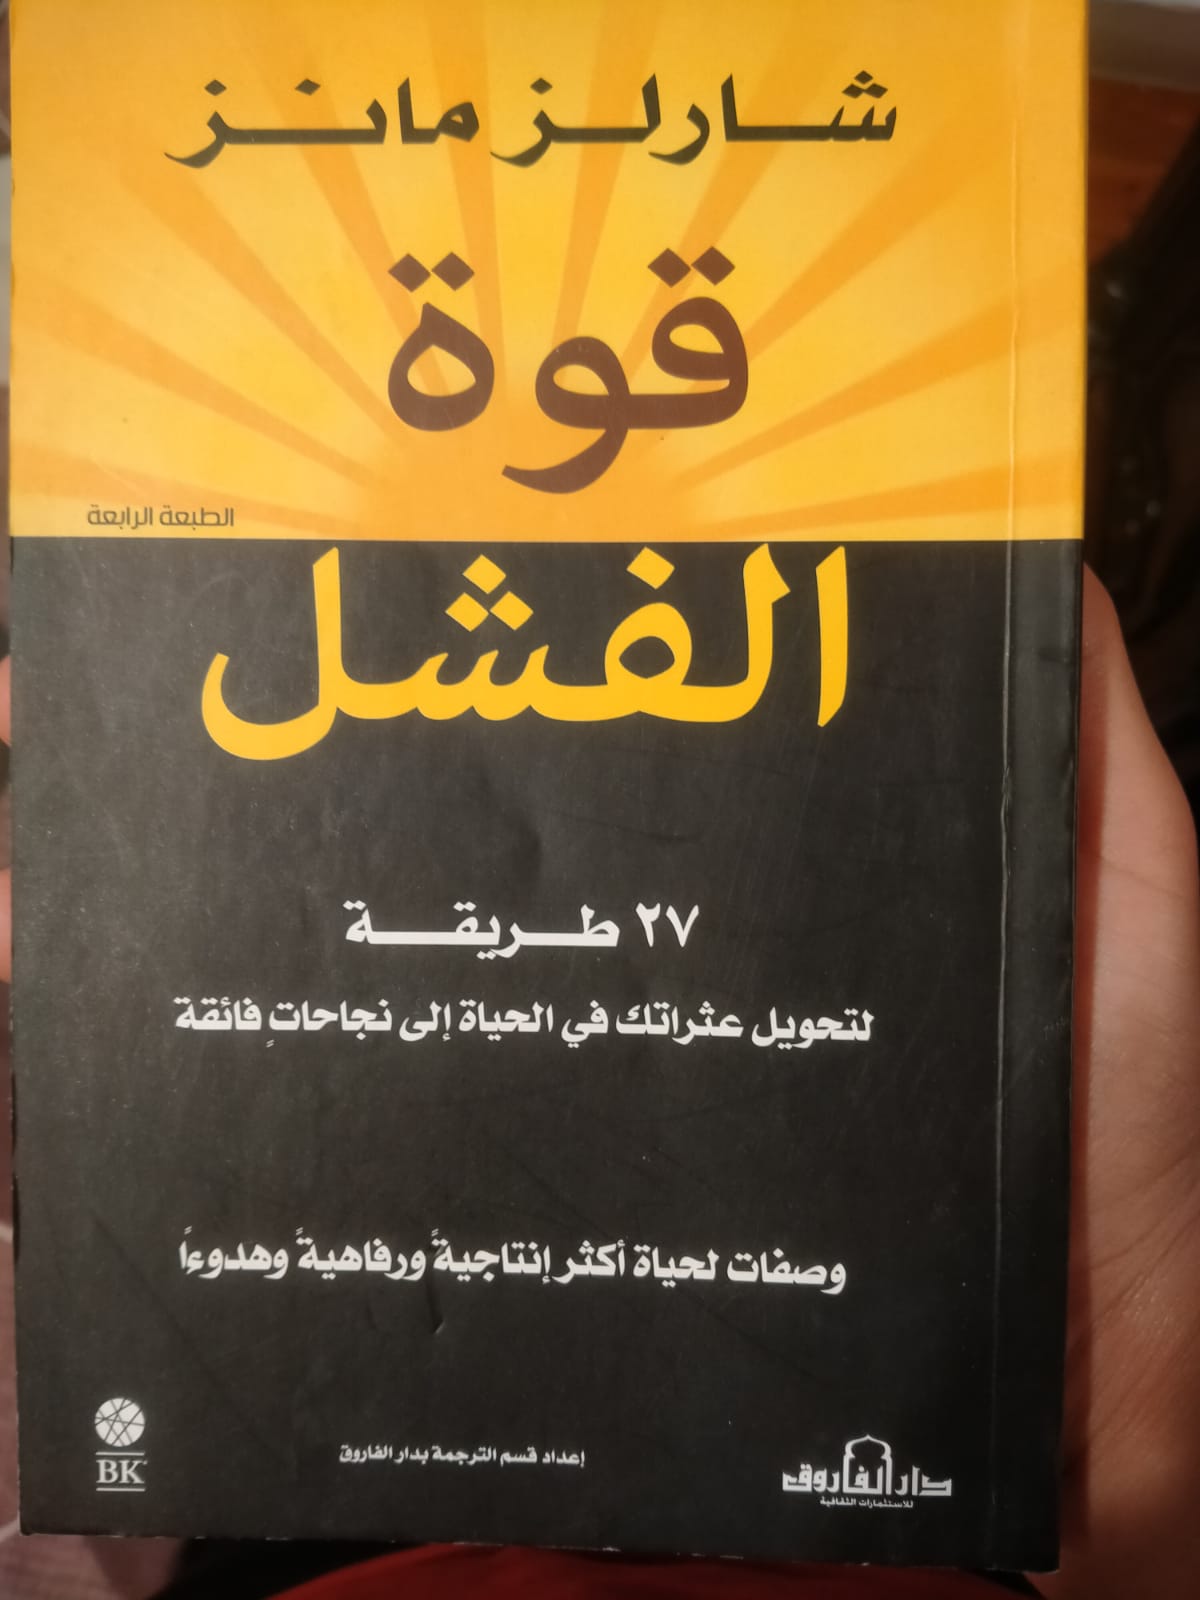 شارلز مانز
قوة
الطبعة الرابعة
الفشل
٢٧ طريقة
لتحويل عثراتك في الحياة إلى نجاحاتٍ فائقة
وصفات لحياة أكثر إنتاجيةً ورفاهيةً وهدوءاً
إعداد قسم الترجمة بدار الفاروق
دار الفاروق
للاستثمارات الثقافية
BK